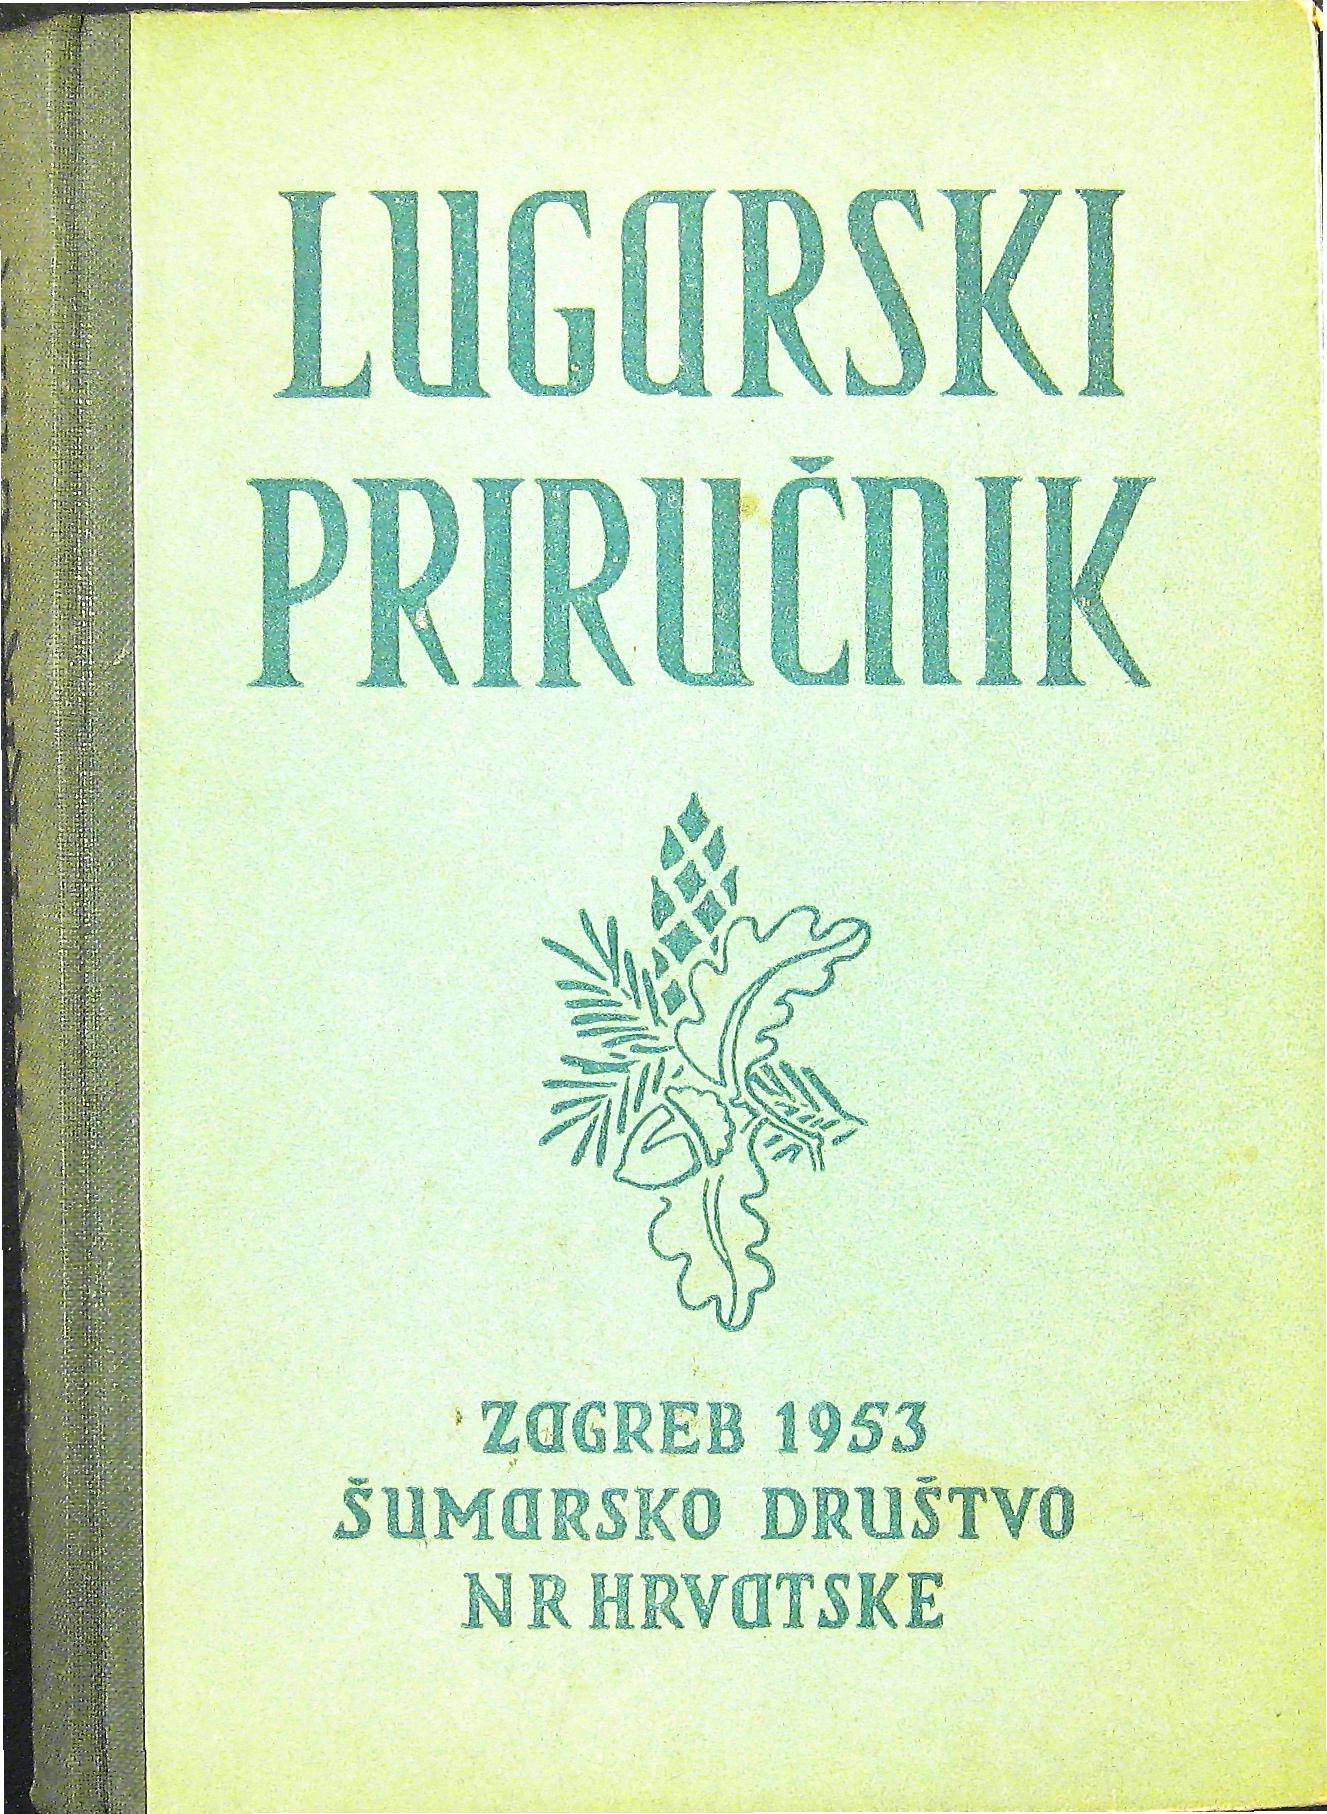 LUGARSKI
PRIRUČNIK
ZAGREB 1953
ŠUMARSKO DRUŠTVO
NR HRVATSKE